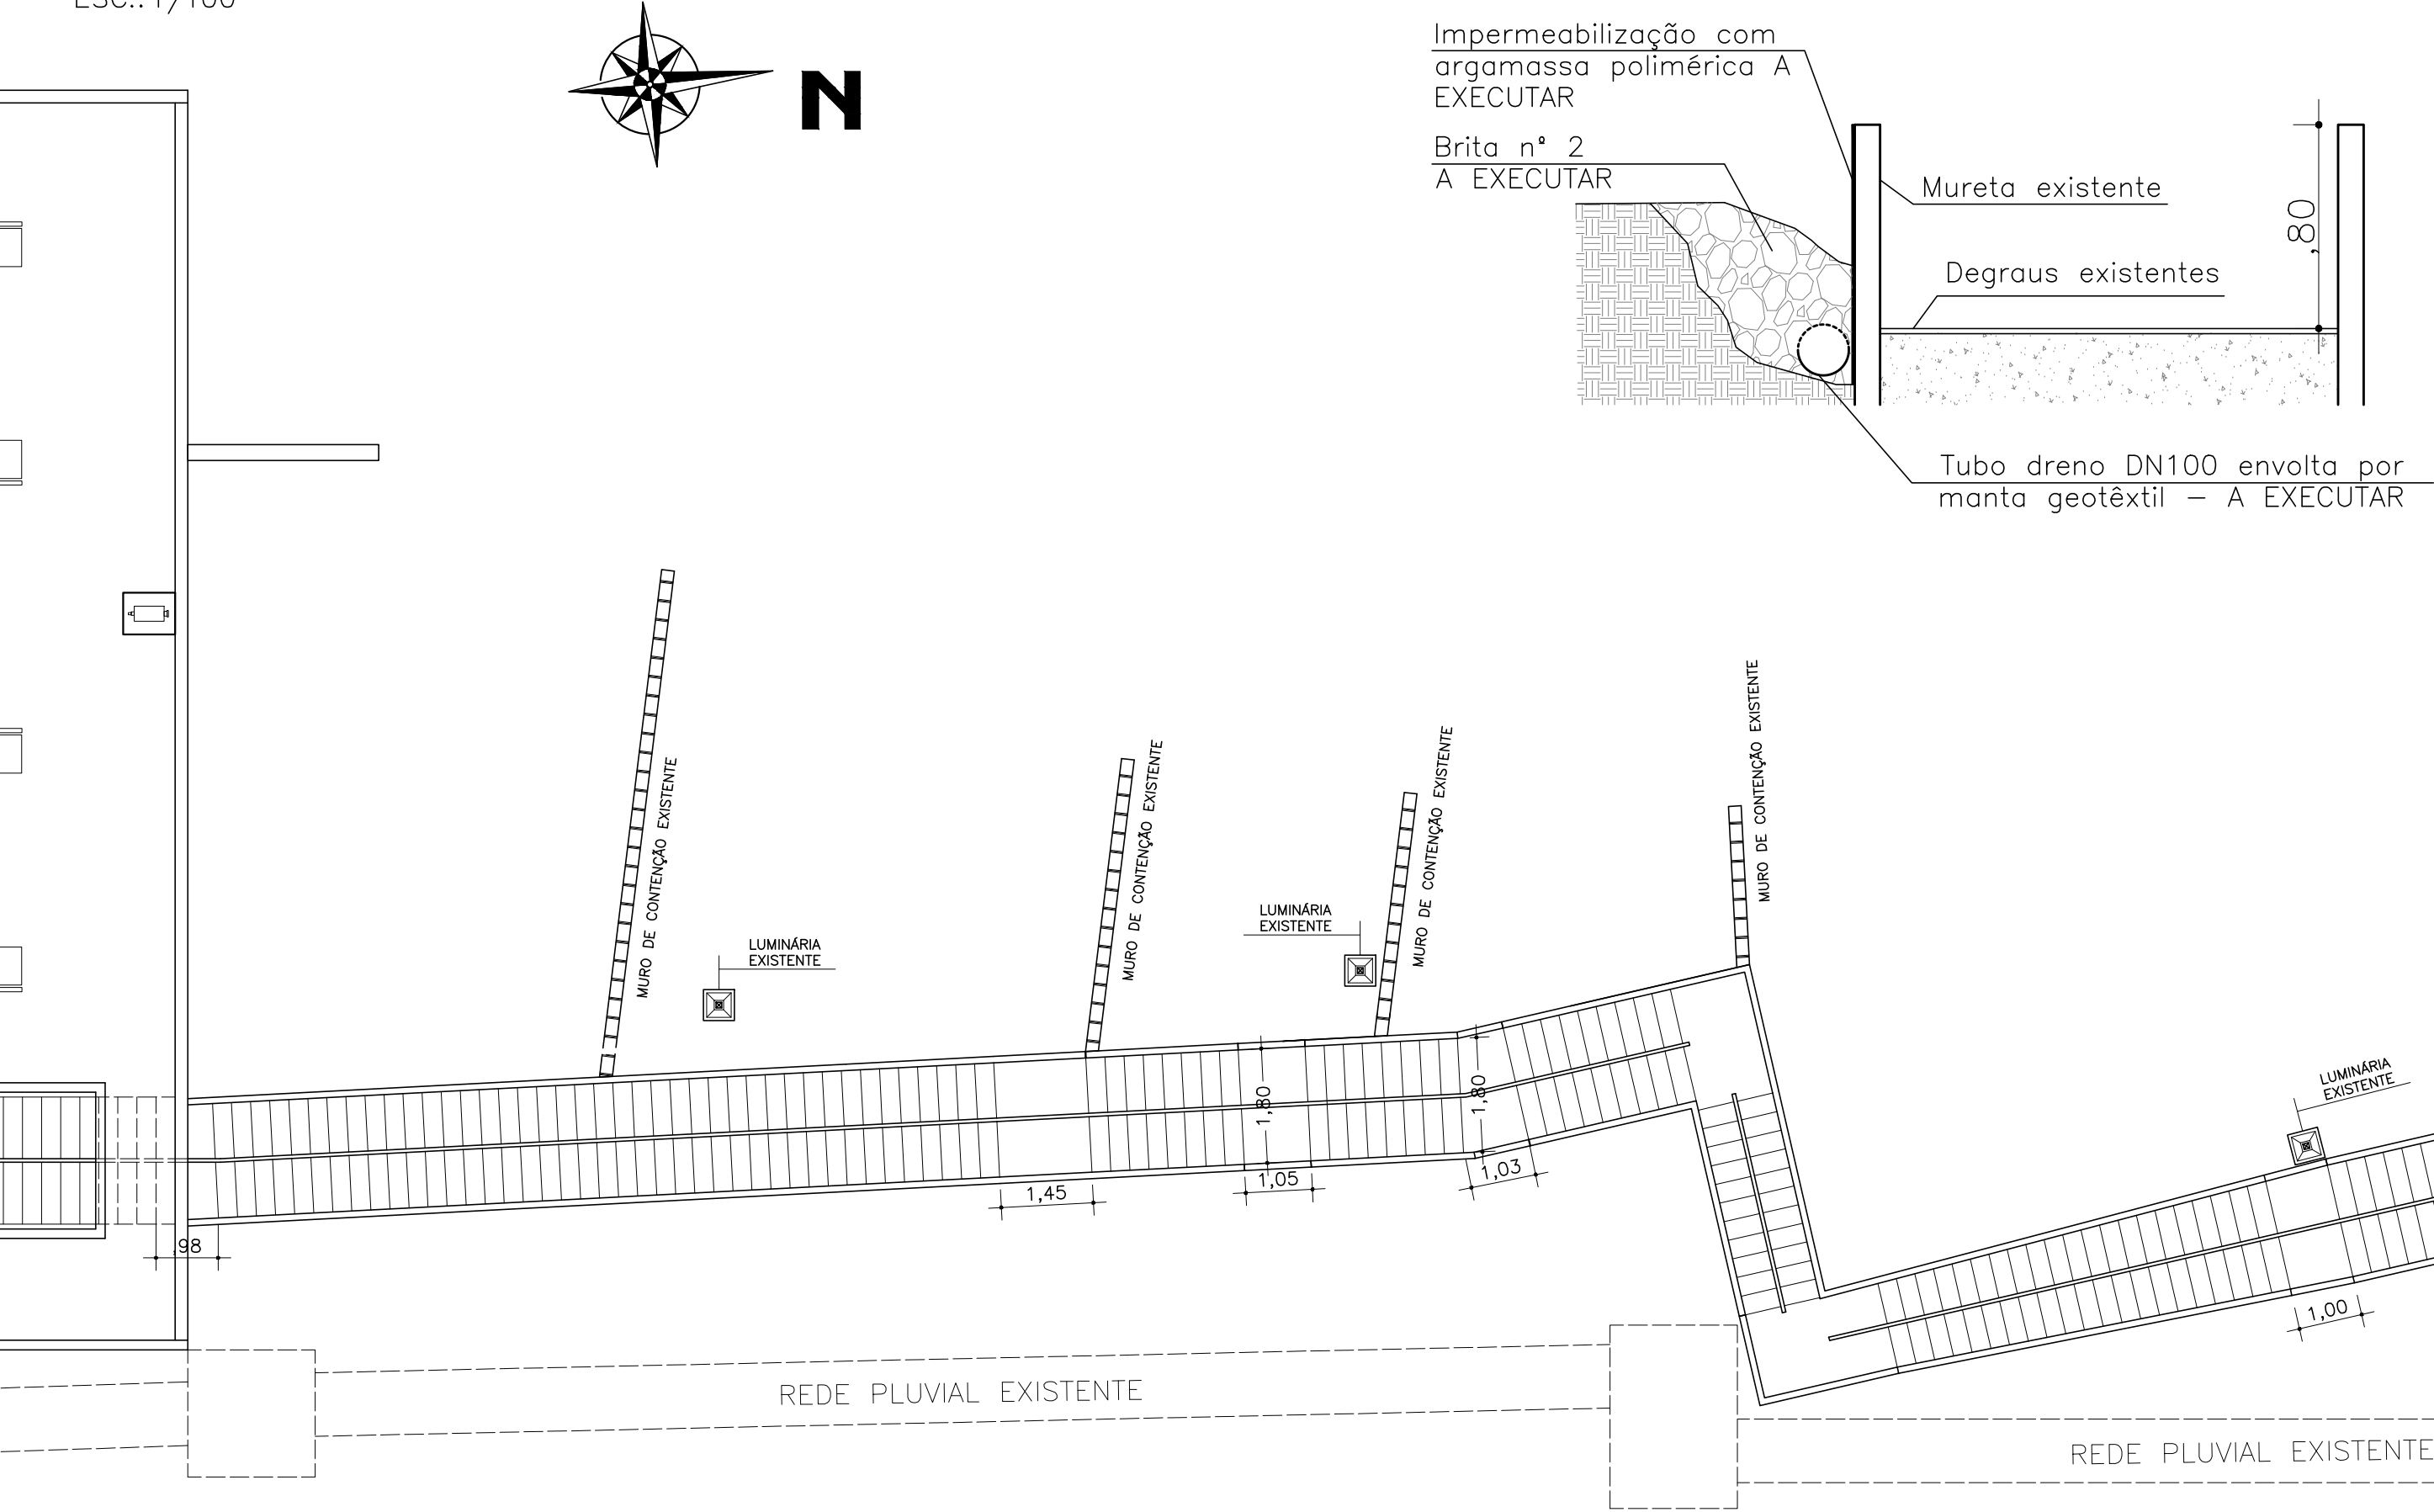 ESC.: 1/100
N
Impermeabilização com
argamassa polimérica A
EXECUTAR
Brita nº 2
A EXECUTAR
Mureta existente
,80
Degraus existentes
Tubo dreno DN100 envolta por
manta geotêxtil – A EXECUTAR
MURO DE CONTENÇÃO EXISTENTE
MURO DE CONTENÇÃO EXISTENTE
MURO DE CONTENÇÃO EXISTENTE
MURO DE CONTENÇÃO EXISTENTE
LUMINÁRIA
EXISTENTE
LUMINÁRIA
EXISTENTE
LUMINÁRIA
EXISTENTE
1,80
1,80
1,45
1,05
1,03
,98
1,00
REDE PLUVIAL EXISTENTE
REDE PLUVIAL EXISTENTE